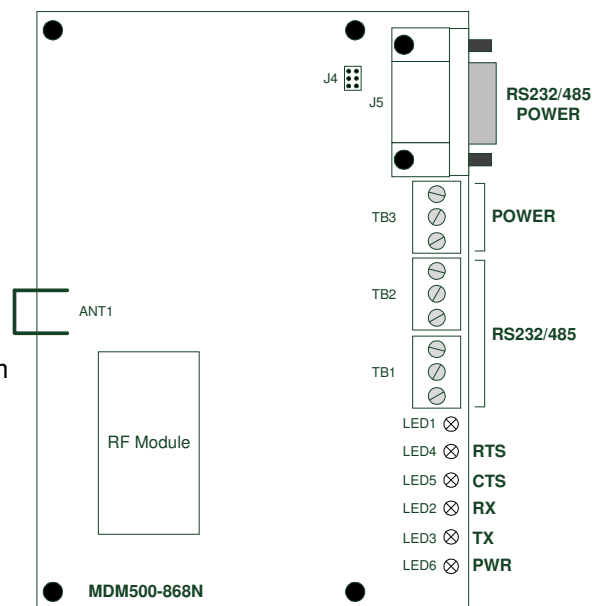 J4
J5
RS232/485
POWER
TB3
POWER
TB2
ANT1
RS232/485
TB1
LED1
RF Module
LED4 RTS
LED5 CTS
LED2 RX
LED3 TX
LED6 PWR
MDM500-868N